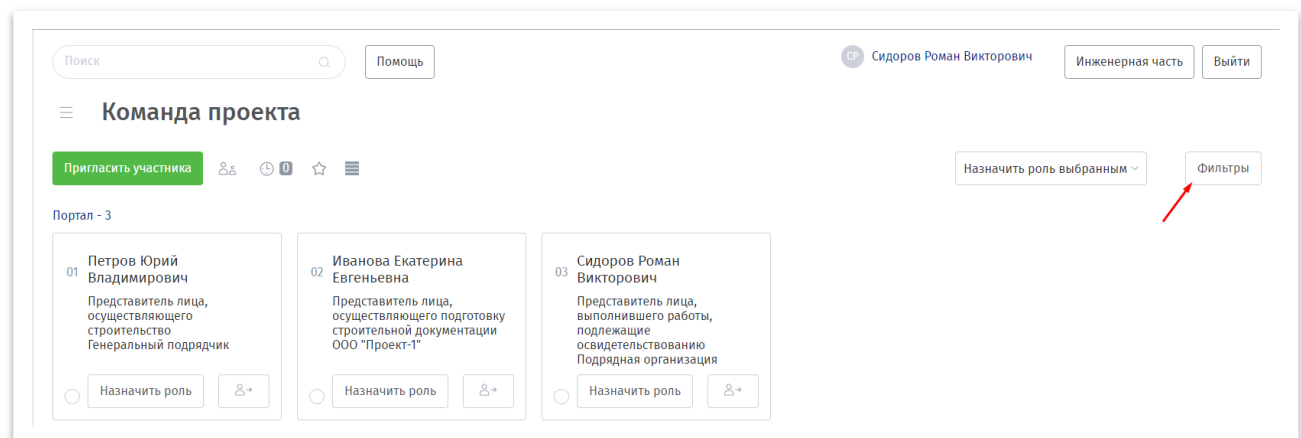 Поиск
Помощь
СР Сидоров Роман Викторович
Инженерная часть
Выйти
Команда проекта
Пригласить участника
0
Назначить роль выбранным
Фильтры
Портал - 3
01
Петров Юрий
Владимирович
Представитель лица,
осуществляющего
строительство
Генеральный подрядчик
Назначить роль
02
Иванова Екатерина
Евгеньевна
Представитель лица,
осуществляющего подготовку
строительной документации
ООО "Проект-1"
Назначить роль
03
Сидоров Роман
Викторович
Представитель лица,
выполнившего работы,
подлежащие
освидетельствованию
Подрядная организация
Назначить роль